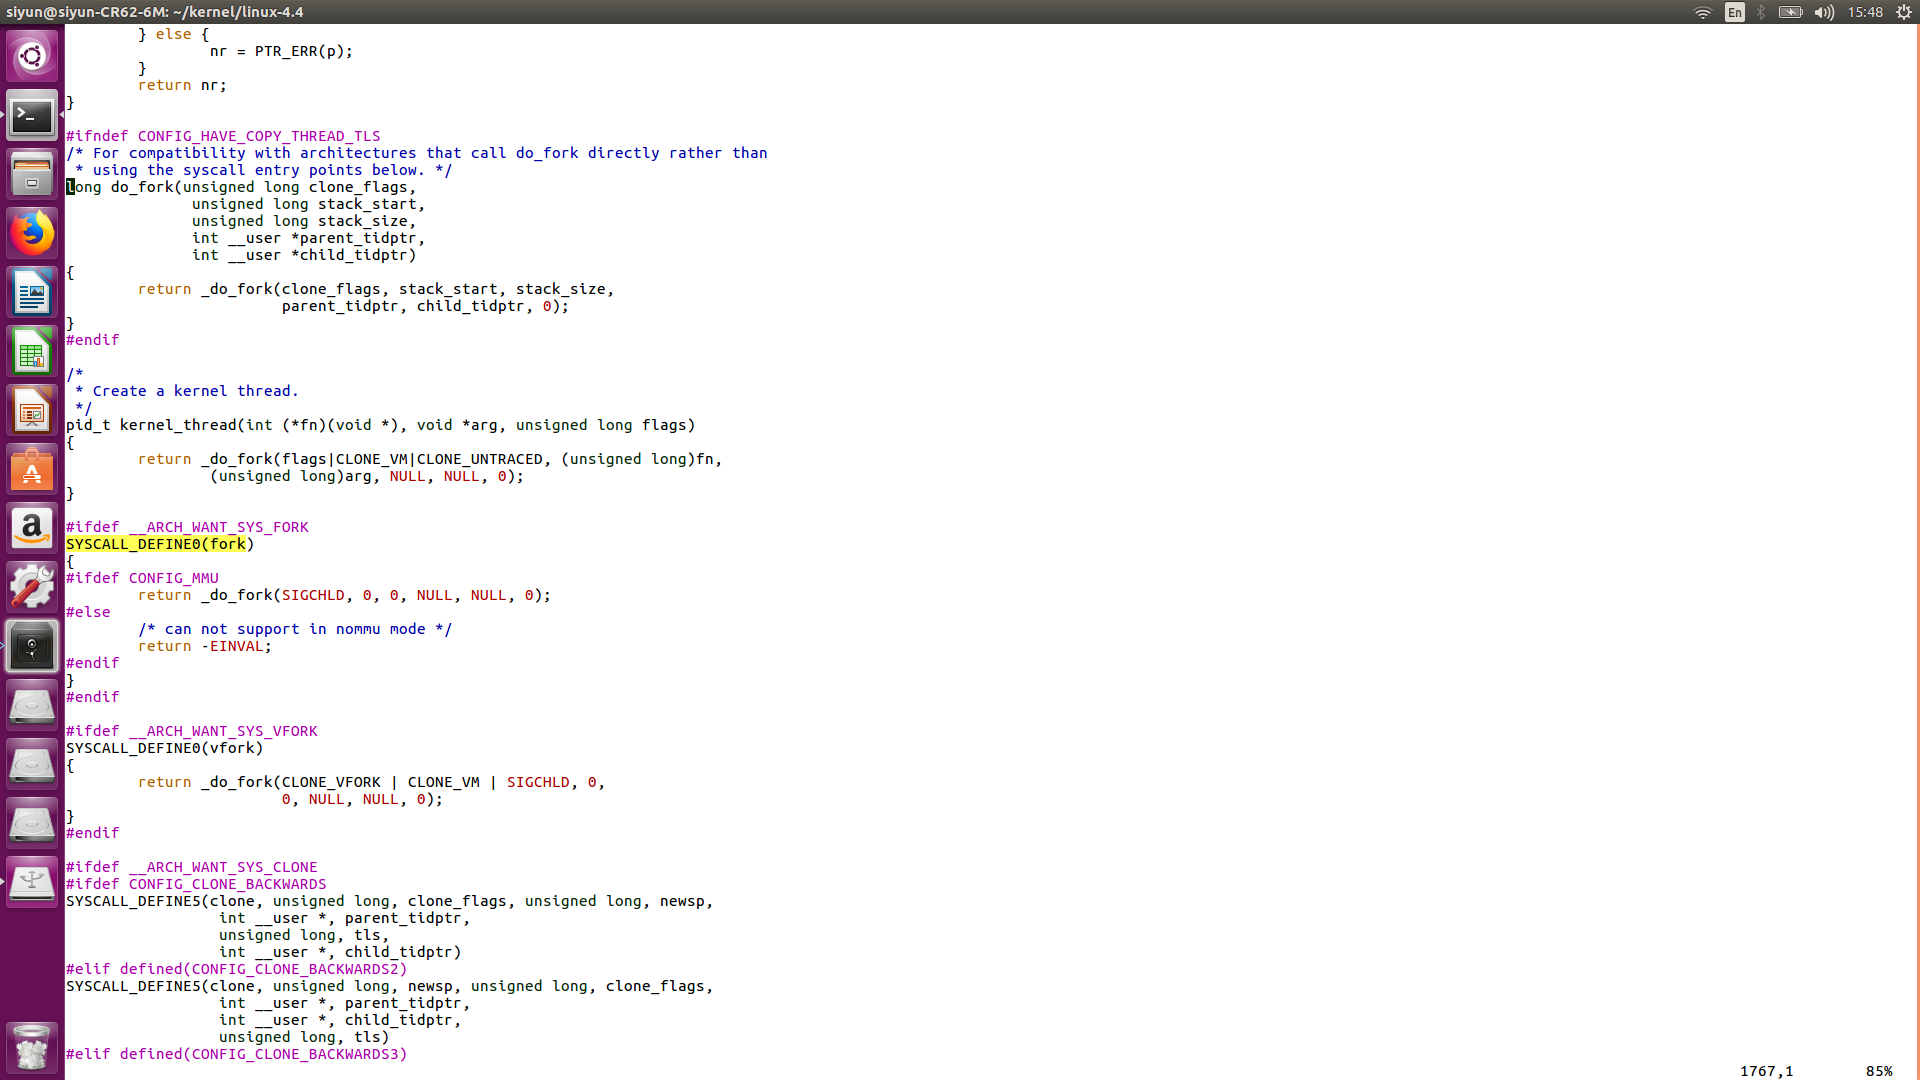 siyun@siyun-CR62-6M: ~/kernel/linux-4.4
En
15:48
        } else {
                nr = PTR_ERR(p);
        }
        return nr;
}

#ifndef CONFIG_HAVE_COPY_THREAD_TLS
/* For compatibility with architectures that call do_fork directly rather than
 * using the syscall entry points below. */
long do_fork(unsigned long clone_flags,
              unsigned long stack_start,
              unsigned long stack_size,
              int __user *parent_tidptr,
              int __user *child_tidptr)
{
        return _do_fork(clone_flags, stack_start, stack_size,
                        parent_tidptr, child_tidptr, 0);
}
#endif

/*
 * Create a kernel thread.
 */
pid_t kernel_thread(int (*fn)(void *), void *arg, unsigned long flags)
{
        return _do_fork(flags|CLONE_VM|CLONE_UNTRACED, (unsigned long)fn,
                (unsigned long)arg, NULL, NULL, 0);
}

#ifdef __ARCH_WANT_SYS_FORK
SYSCALL_DEFINE0(fork)
{
#ifdef CONFIG_MMU
        return _do_fork(SIGCHLD, 0, 0, NULL, NULL, 0);
#else
        /* can not support in nommu mode */
        return -EINVAL;
#endif
}
#endif

#ifdef __ARCH_WANT_SYS_VFORK
SYSCALL_DEFINE0(vfork)
{
        return _do_fork(CLONE_VFORK | CLONE_VM | SIGCHLD, 0,
                        0, NULL, NULL, 0);
}
#endif

#ifdef __ARCH_WANT_SYS_CLONE
#ifdef CONFIG_CLONE_BACKWARDS
SYSCALL_DEFINE5(clone, unsigned long, clone_flags, unsigned long, newsp,
                 int __user *, parent_tidptr,
                 unsigned long, tls,
                 int __user *, child_tidptr)
#elif defined(CONFIG_CLONE_BACKWARDS2)
SYSCALL_DEFINE5(clone, unsigned long, newsp, unsigned long, clone_flags,
                 int __user *, parent_tidptr,
                 int __user *, child_tidptr,
                 unsigned long, tls)
#elif defined(CONFIG_CLONE_BACKWARDS3)
1767,1
85%